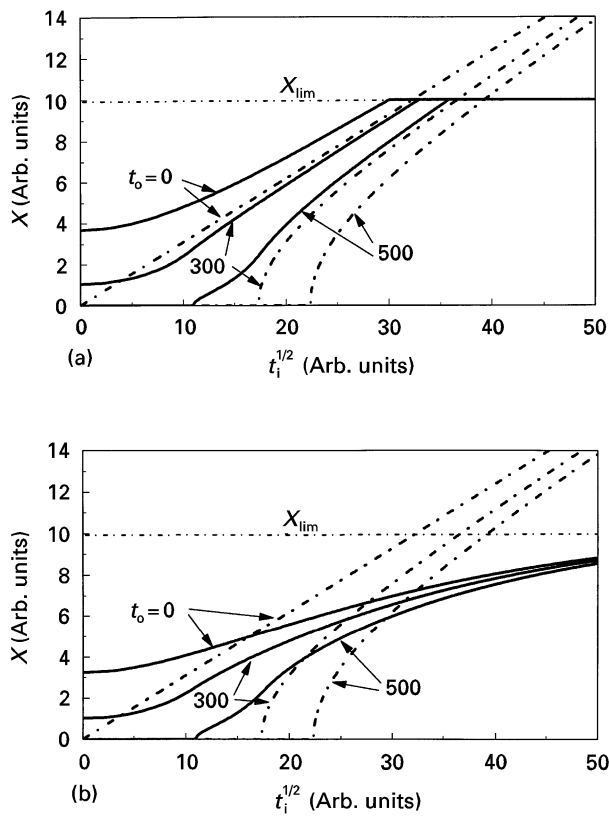 14
12
10
8
6
4
2
0
X (Arb. units)
X_lim
t_o = 0
300
500
0 10 20 30 40 50
(a)
t_i^1/2 (Arb. units)
14
12
10
8
6
4
2
0
X (Arb. units)
X_lim
t_o = 0
300
500
0 10 20 30 40 50
(b)
t_i^1/2 (Arb. units)